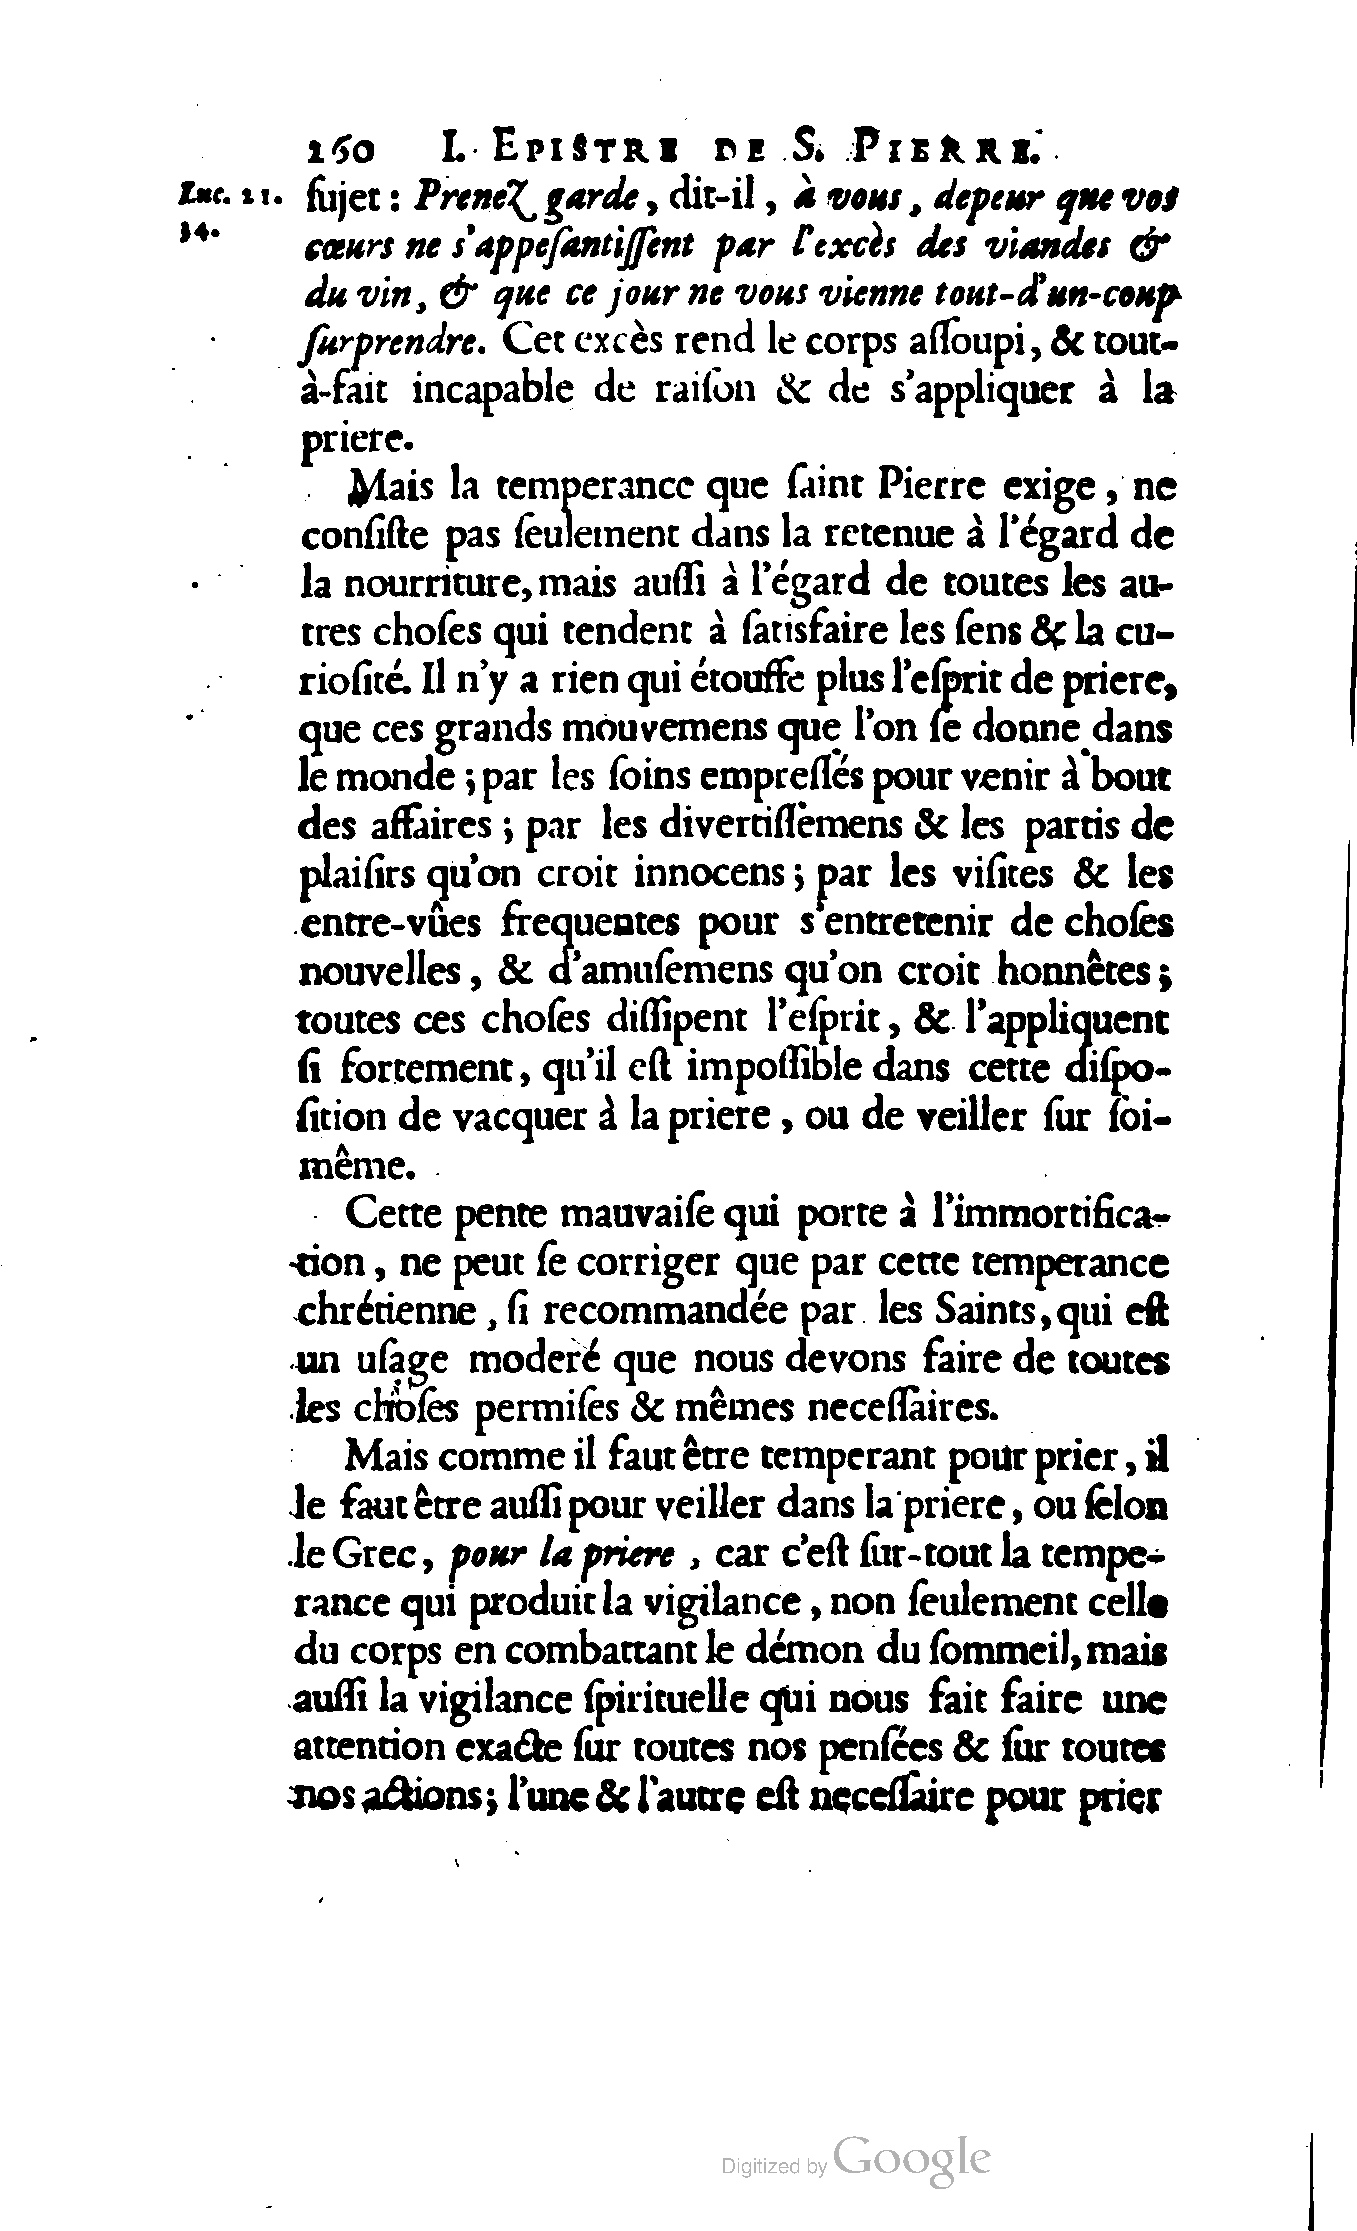 260 I. EPISTRE DE S. PIERRE.
Luc. 21. sujet : Prenez garde, dit-il, à vous, depeur que vos
34. cœurs ne s'appeſantiſſent par l'excès des viandes &
du vin, & que ce jour ne vous vienne tout-d'un-coup
ſurprendre. Cet excès rend le corps aſſoupi, & tout-
à-fait incapable de raiſon & de s'appliquer à la
priere.
Mais la temperance que ſaint Pierre exige, ne
conſiſte pas ſeulement dans la retenue à l'égard de
la nourriture, mais auſſi à l'égard de toutes les au-
tres choſes qui tendent à ſatisfaire les ſens & la cu-
rioſité. Il n'y a rien qui étouffe plus l'eſprit de priere,
que ces grands mouvemens que l'on ſe donne dans
le monde ; par les ſoins empreſſés pour venir à bout
des affaires ; par les divertiſſemens & les partis de
plaiſirs qu'on croit innocens ; par les viſites & les
entre-vûes frequentes pour s'entretenir de choſes
nouvelles, & d'amuſemens qu'on croit honnêtes ;
toutes ces choſes diſſipent l'eſprit, & l'appliquent
ſi fortement, qu'il eſt impoſſible dans cette diſpo-
ſition de vacquer à la priere, ou de veiller ſur ſoi-
même.
Cette pente mauvaiſe qui porte à l'immortifica-
tion, ne peut ſe corriger que par cette temperance
chrétienne, ſi recommandée par les Saints, qui eſt
un uſage moderé que nous devons faire de toutes
les choſes permiſes & mêmes neceſſaires.
Mais comme il faut être temperant pour prier, il
le faut être auſſi pour veiller dans la priere, ou ſelon
le Grec, pour la priere, car c'eſt ſur-tout la tempe-
rance qui produit la vigilance, non ſeulement celle
du corps en combattant le démon du ſommeil, mais
auſſi la vigilance ſpirituelle qui nous fait faire une
attention exacte ſur toutes nos penſées & ſur toutes
nos actions ; l'une & l'autre eſt neceſſaire pour prier
Digitized by Google